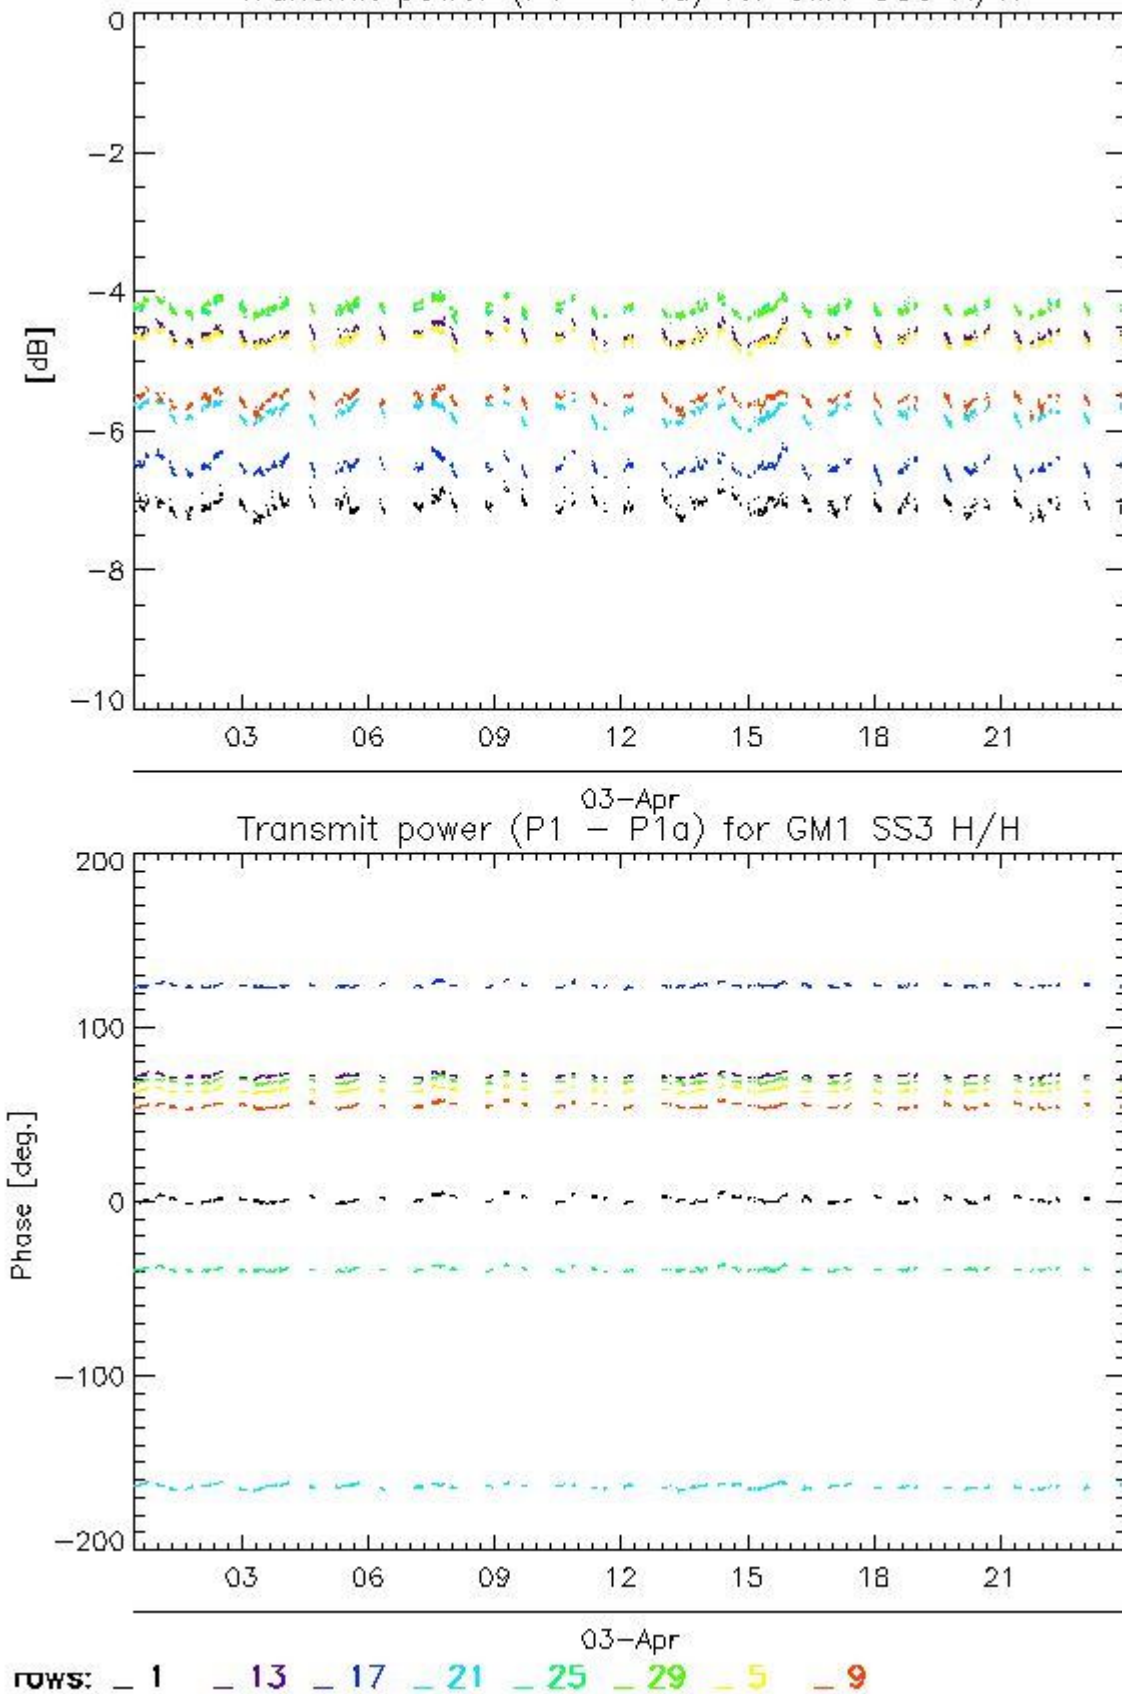 0
−2
−4
[dB]
−6
−8
−10
03 06 09 12 15 18 21
03−Apr
Transmit power (P1 − P1a) for GM1 SS3 H/H
200
100
Phase [deg.]
0
−100
−200
03 06 09 12 15 18 21
03−Apr
rows: _ 1 _ 13 _ 17 _ 21 _ 25 _ 29 _ 5 _ 9